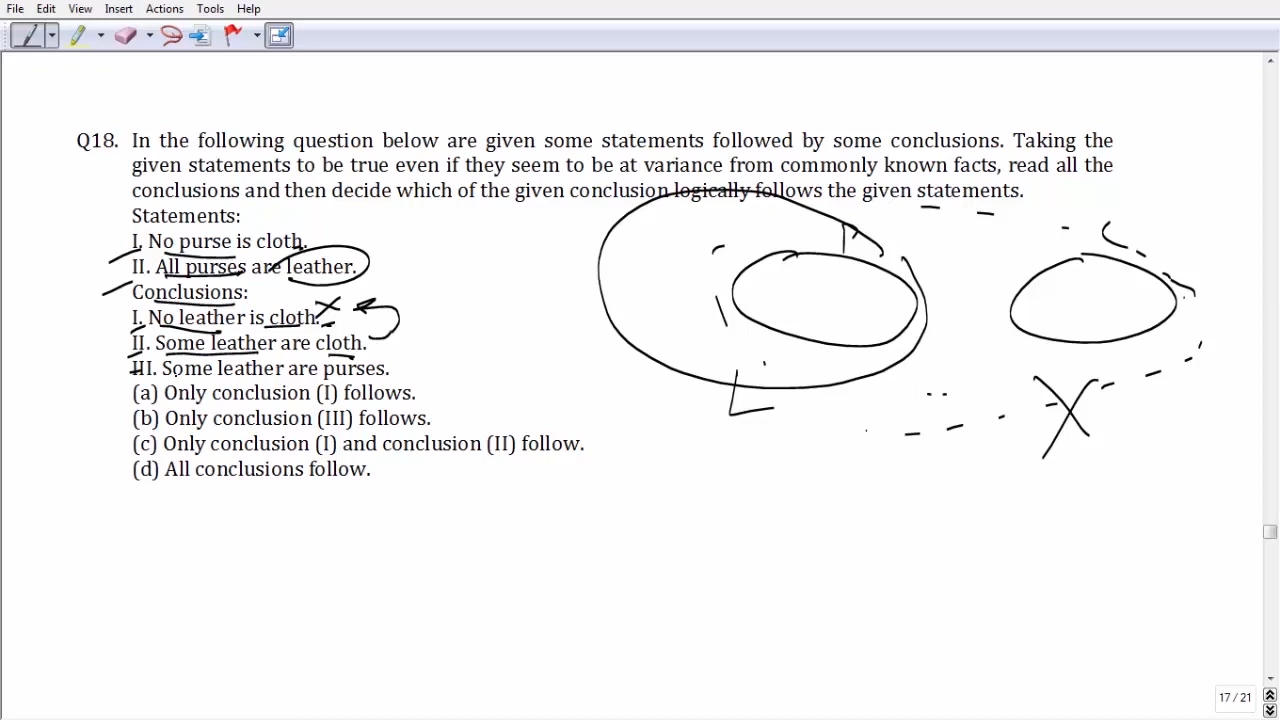 File Edit View Insert Actions Tools Help
Q18. In the following question below are given some statements followed by some conclusions. Taking the
given statements to be true even if they seem to be at variance from commonly known facts, read all the
conclusions and then decide which of the given conclusion logically follows the given statements.
Statements:
I. No purse is cloth.
II. All purses are leather.
Conclusions:
I. No leather is cloth.
II. Some leather are cloth.
III. Some leather are purses.
(a) Only conclusion (I) follows.
(b) Only conclusion (III) follows.
(c) Only conclusion (I) and conclusion (II) follow.
(d) All conclusions follow.
P
C
L
17 / 21